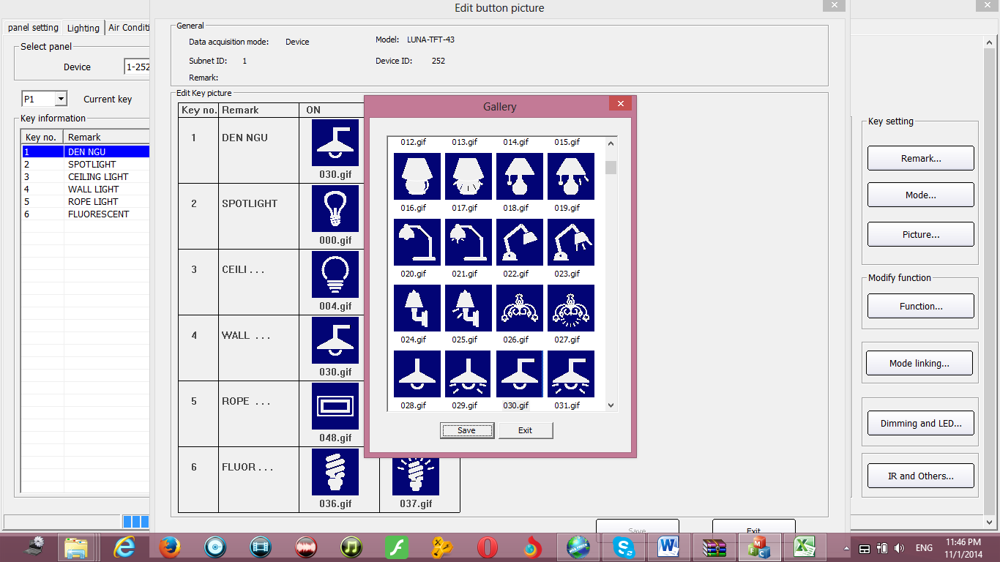 Edit button picture
panel setting
Lighting
Air Conditi
Select panel
Device
1-252
P1
Current key
Key information
Key no. Remark
1 DEN NGU
2 SPOTLIGHT
3 CEILING LIGHT
4 WALL LIGHT
5 ROPE LIGHT
6 FLUORESCENT
General
Data acquisition mode: Device
Model: LUNA-TFT-43
Subnet ID: 1
Device ID: 252
Remark:
Edit Key picture
Key no. Remark ON
1 DEN NGU
030.gif
2 SPOTLIGHT
000.gif
3 CEILI . . .
004.gif
4 WALL . . .
030.gif
5 ROPE . . .
048.gif
6 FLUOR . . .
036.gif 037.gif
Save
Exit
Gallery
012.gif 013.gif 014.gif 015.gif
016.gif 017.gif 018.gif 019.gif
020.gif 021.gif 022.gif 023.gif
024.gif 025.gif 026.gif 027.gif
028.gif 029.gif 030.gif 031.gif
Save Exit
Key setting
Remark...
Mode...
Picture...
Modify function
Function...
Mode linking...
Dimming and LED...
IR and Others...
ENG
11:46 PM
11/1/2014